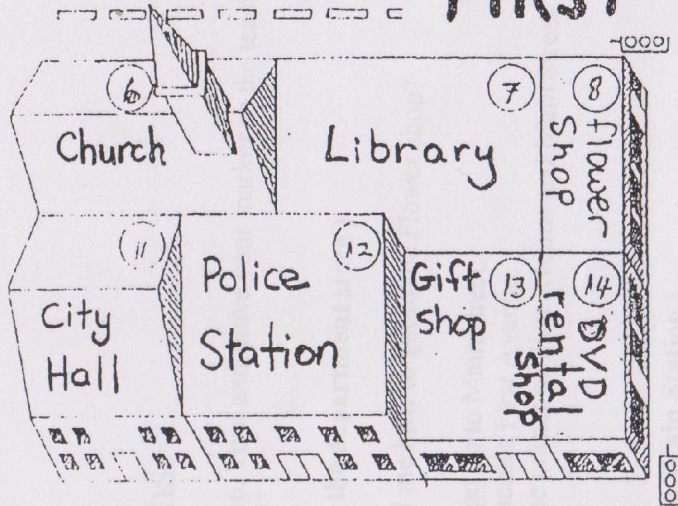 FIRST
6
Church
7
Library
8
flower
shop
11
City
Hall
12
Police
Station
13
Gift
shop
14
DVD
rental
shop